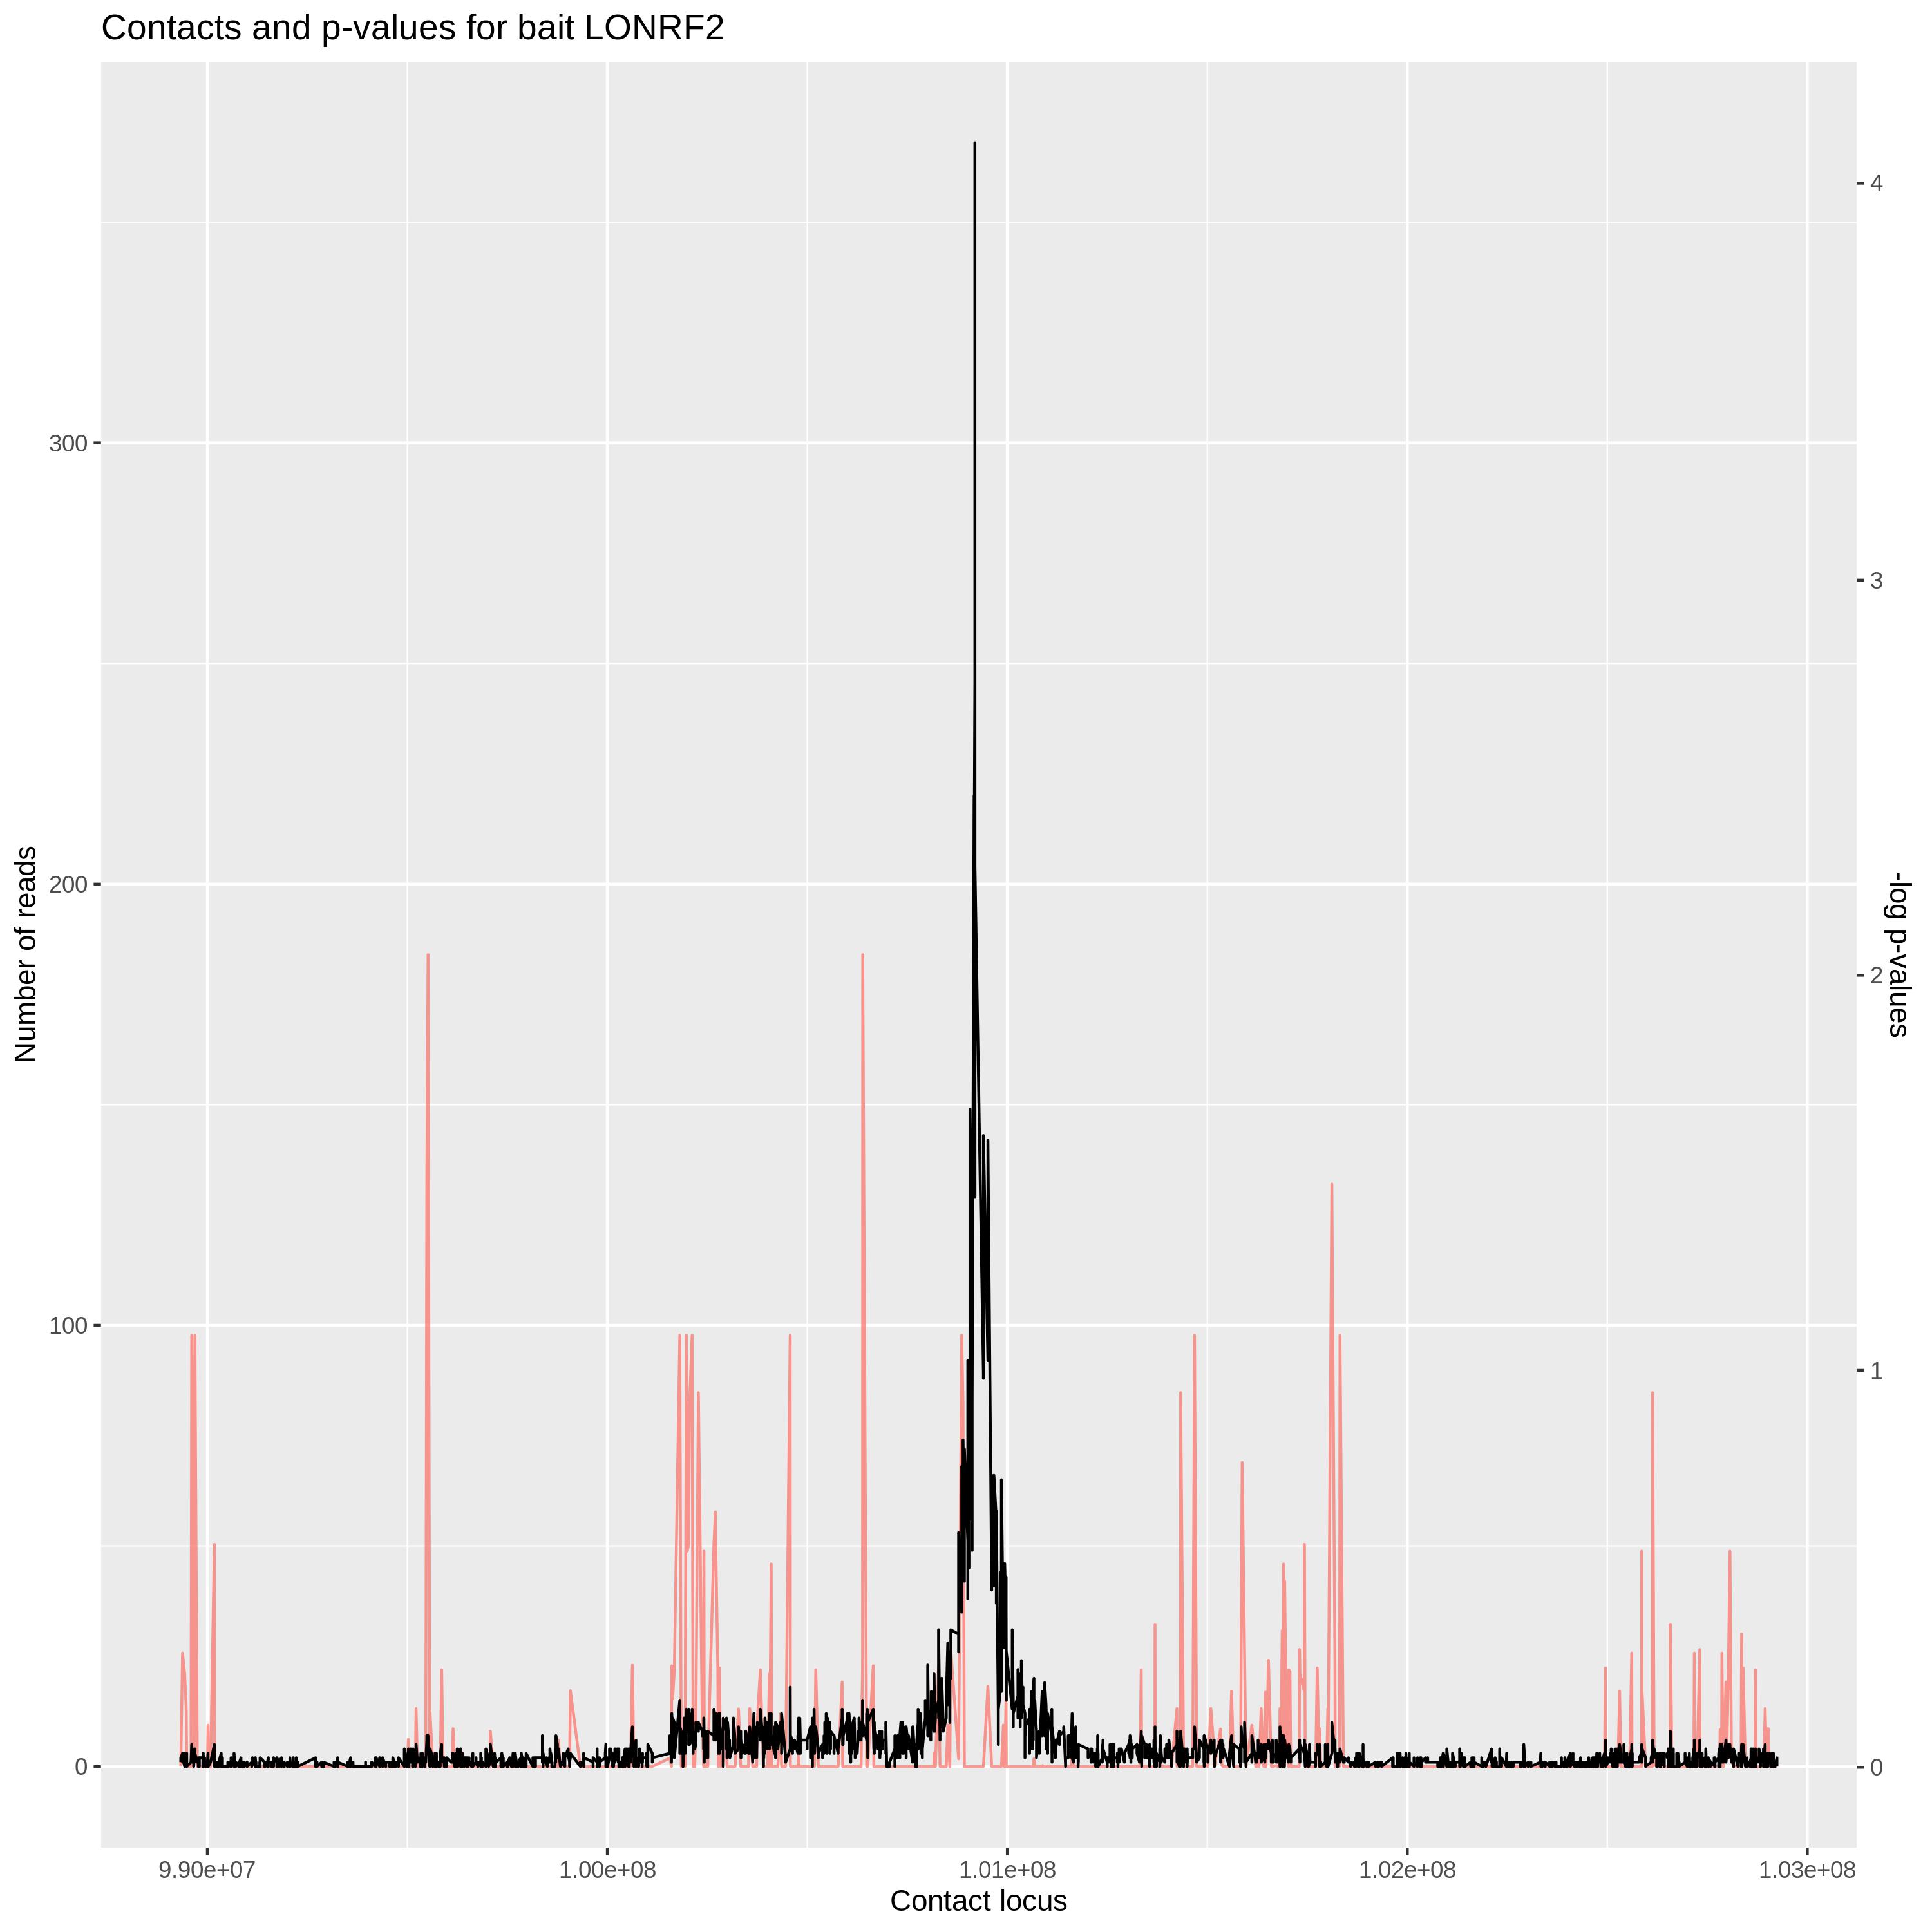 Contacts and p-values for bait LONRF2
300
200
100
0
4
3
2
1
0
Number of reads
-log p-values
9.90e+07
1.00e+08
1.01e+08
1.02e+08
1.03e+08
Contact locus